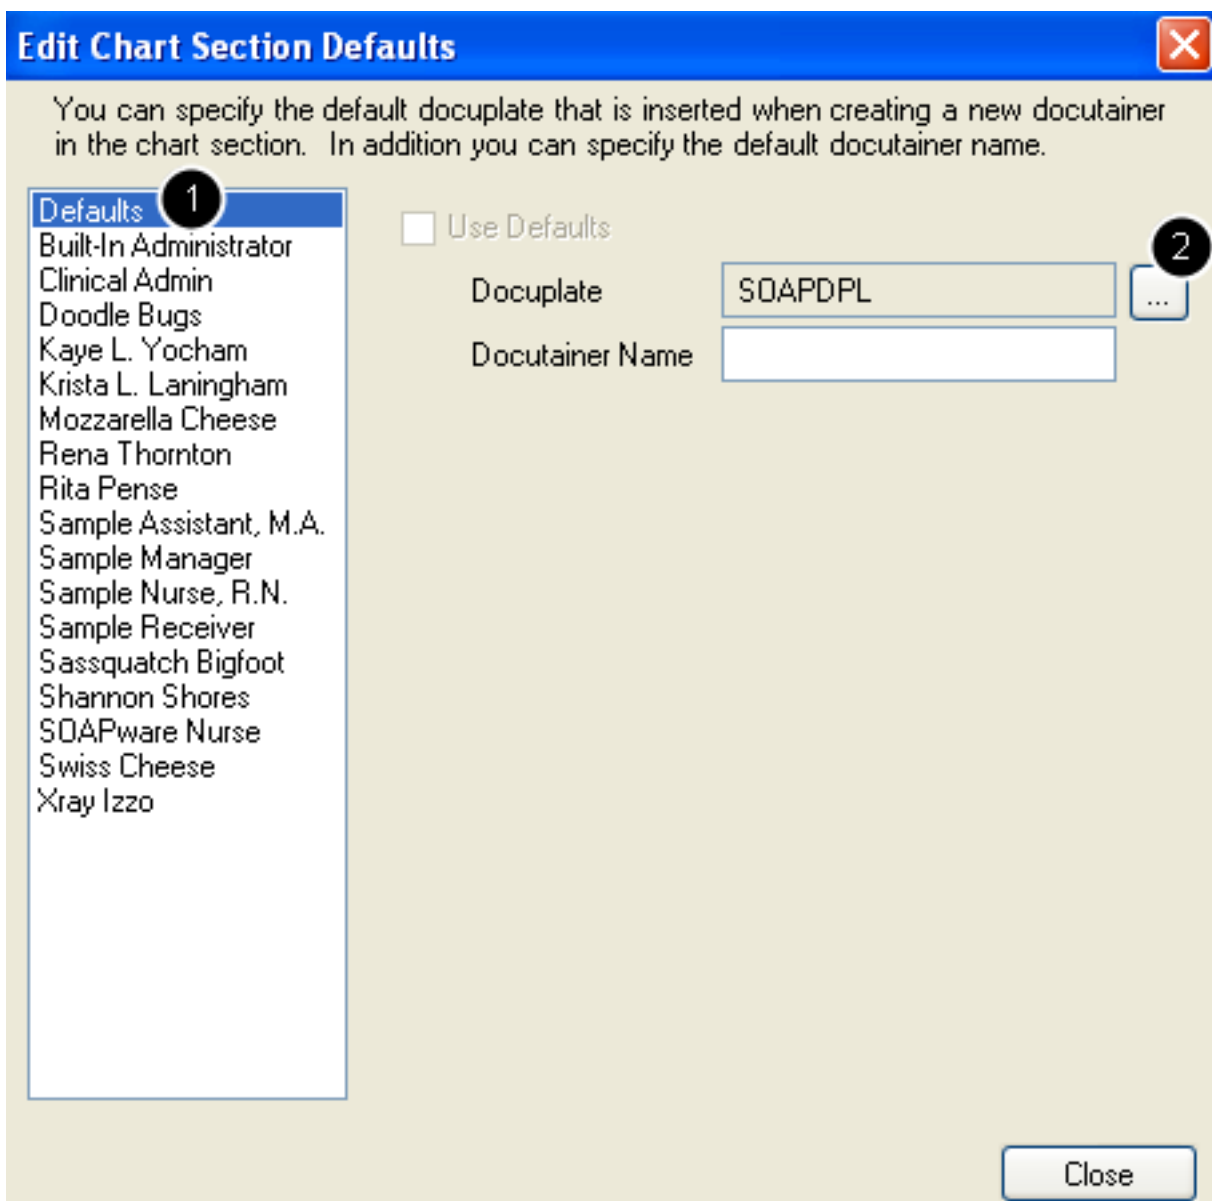 Edit Chart Section Defaults
You can specify the default docuplate that is inserted when creating a new docutainer
in the chart section.  In addition you can specify the default docutainer name.
Defaults
1
Built-In Administrator
Clinical Admin
Doodle Bugs
Kaye L. Yocham
Krista L. Laningham
Mozzarella Cheese
Rena Thornton
Rita Pense
Sample Assistant, M.A.
Sample Manager
Sample Nurse, R.N.
Sample Receiver
Sassquatch Bigfoot
Shannon Shores
SOAPware Nurse
Swiss Cheese
Xray Izzo
Use Defaults
2
Docuplate SOAPDPL ...
Docutainer Name
Close